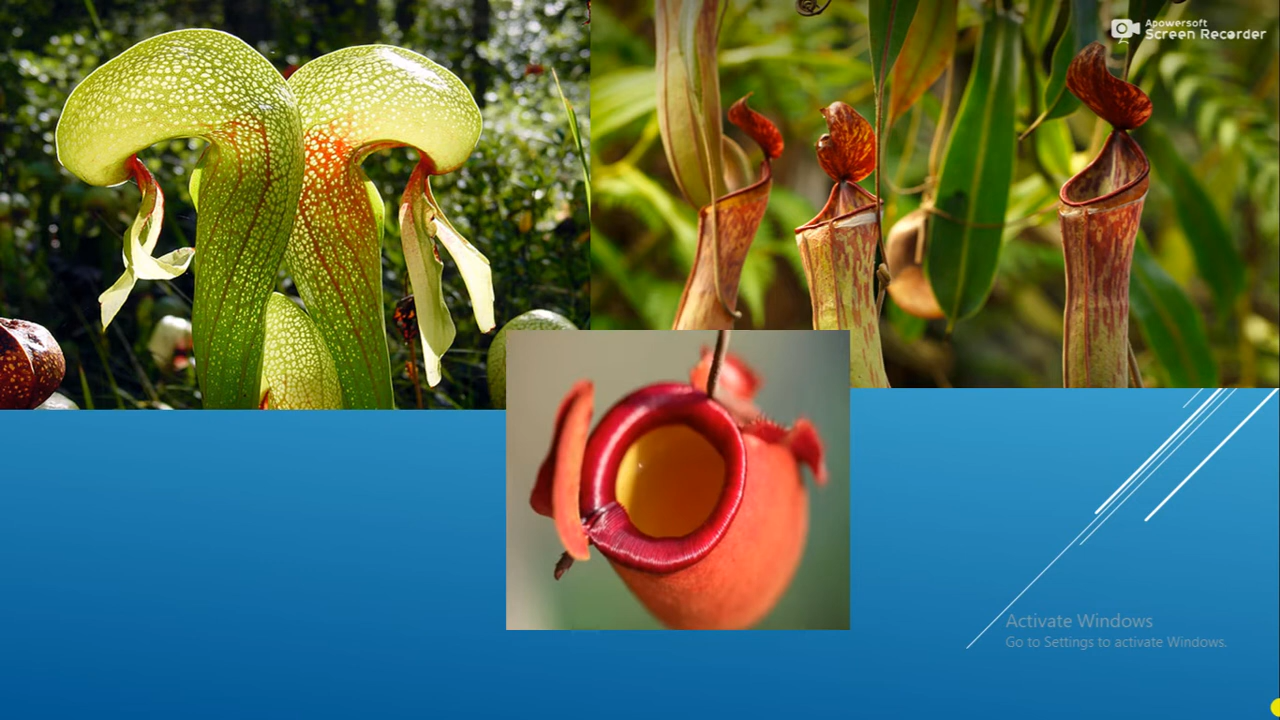 Apowersoft
Screen Recorder
Activate Windows
Go to Settings to activate Windows.